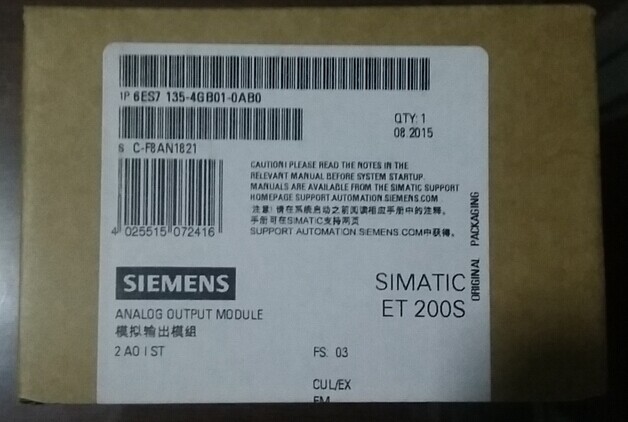 1P 6ES7 135-4GB01-0AB0
QTY: 1
08.2015
S C-F8AN1821
CAUTION! PLEASE READ THE NOTES IN THE
RELEVANT MANUAL BEFORE SYSTEM STARTUP.
MANUALS ARE AVAILABLE FROM THE SIMATIC SUPPORT
HOMEPAGE SUPPORT.AUTOMATION.SIEMENS.COM
注意! 请在系统启动之前阅读相应手册中的注释。
手册可在SIMATIC支持网页
SUPPORT.AUTOMATION.SIEMENS.COM中获得。
4 025515 072416
ORIGINAL PACKAGING
SIEMENS
SIMATIC
ET 200S
ANALOG OUTPUT MODULE
模拟输出模组
2 AO I ST
FS: 03
CUL/EX
FM